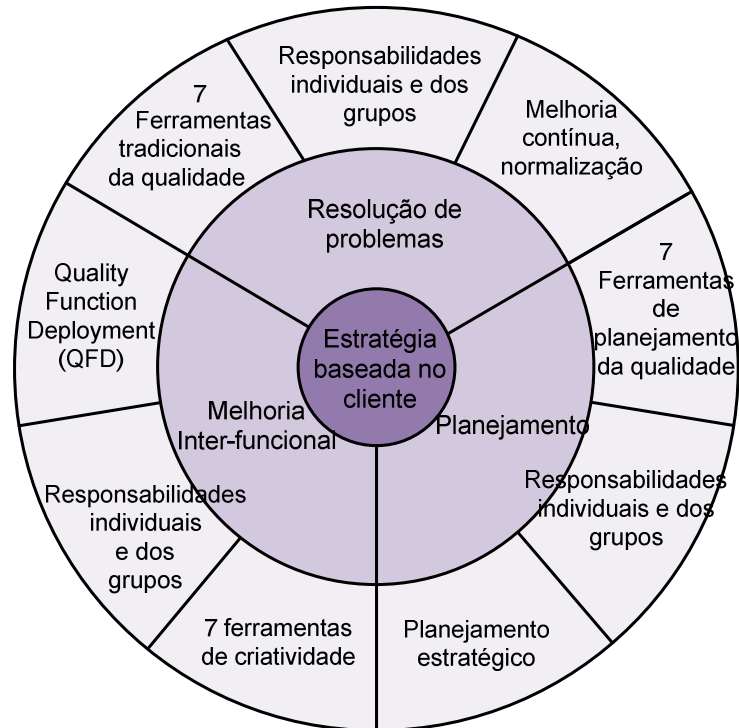 Responsabilidades
individuais e dos
grupos
7
Ferramentas
tradicionais
da qualidade
Melhoria
contínua,
normalização
Resolução de
problemas
Quality
Function
Deployment
(QFD)
7
Ferramentas
de
planejamento
da qualidade
Estratégia
baseada no
cliente
Melhoria
Inter-funcional
Planejamento
Responsabilidades
individuais
e dos
grupos
Responsabilidades
individuais e dos
grupos
7 ferramentas
de criatividade
Planejamento
estratégico